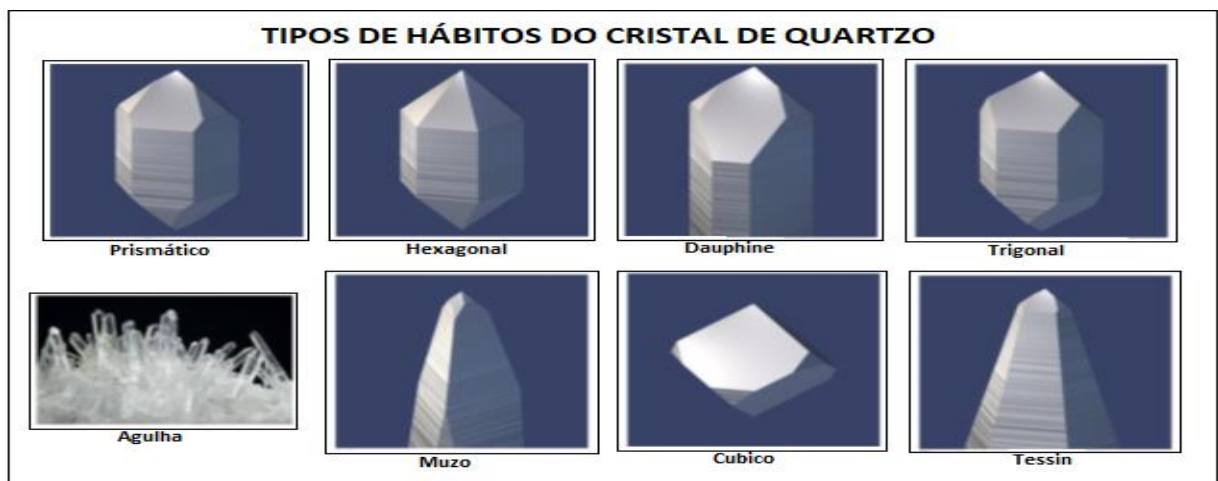 TIPOS DE HÁBITOS DO CRISTAL DE QUARTZO
Prismático
Hexagonal
Dauphine
Trigonal
Agulha
Muzo
Cubico
Tessin